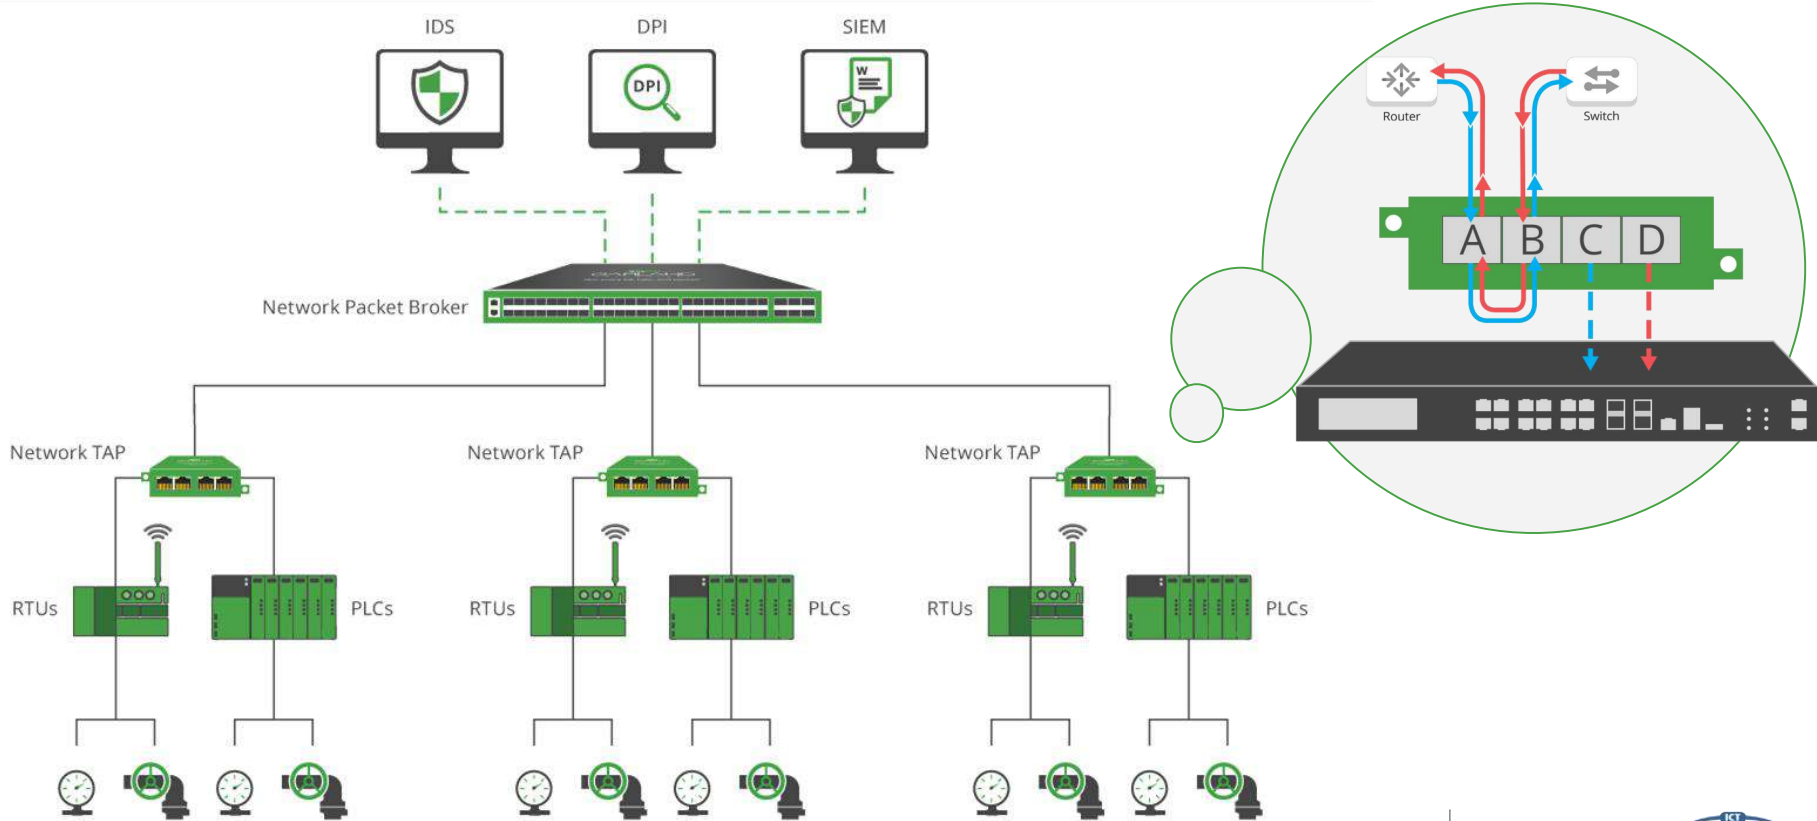 IDS
DPI
SIEM
DPI
W
Router
Switch
A B C D
Network Packet Broker
Network TAP
Network TAP
Network TAP
RTUs
PLCs
RTUs
PLCs
RTUs
PLCs
ICT